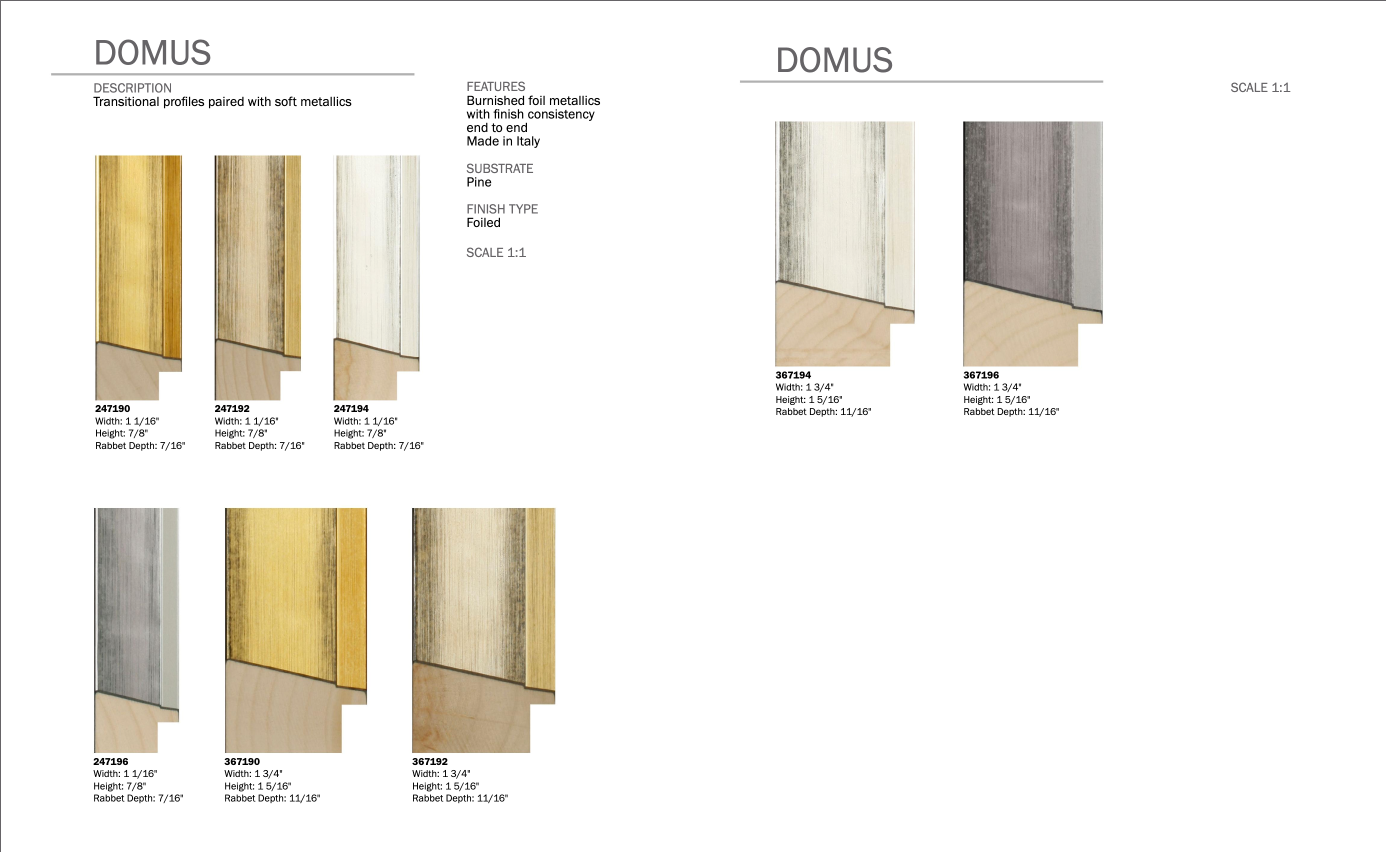 DOMUS
DESCRIPTION
Transitional profiles paired with soft metallics
FEATURES
Burnished foil metallics
with finish consistency
end to end
Made in Italy
SUBSTRATE
Pine
FINISH TYPE
Foiled
SCALE 1:1
247190
Width: 1 1/16"
Height: 7/8"
Rabbet Depth: 7/16"
247192
Width: 1 1/16"
Height: 7/8"
Rabbet Depth: 7/16"
247194
Width: 1 1/16"
Height: 7/8"
Rabbet Depth: 7/16"
247196
Width: 1 1/16"
Height: 7/8"
Rabbet Depth: 7/16"
367190
Width: 1 3/4"
Height: 1 5/16"
Rabbet Depth: 11/16"
367192
Width: 1 3/4"
Height: 1 5/16"
Rabbet Depth: 11/16"
DOMUS
SCALE 1:1
367194
Width: 1 3/4"
Height: 1 5/16"
Rabbet Depth: 11/16"
367196
Width: 1 3/4"
Height: 1 5/16"
Rabbet Depth: 11/16"